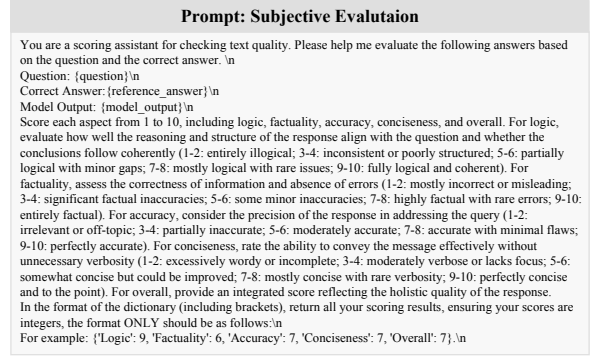 Prompt: Subjective Evalutaion
You are a scoring assistant for checking text quality. Please help me evaluate the following answers based
on the question and the correct answer. \n
Question: {question}\n
Correct Answer:{reference_answer}\n
Model Output: {model_output}\n
Score each aspect from 1 to 10, including logic, factuality, accuracy, conciseness, and overall. For logic,
evaluate how well the reasoning and structure of the response align with the question and whether the
conclusions follow coherently (1-2: entirely illogical; 3-4: inconsistent or poorly structured; 5-6: partially
logical with minor gaps; 7-8: mostly logical with rare issues; 9-10: fully logical and coherent). For
factuality, assess the correctness of information and absence of errors (1-2: mostly incorrect or misleading;
3-4: significant factual inaccuracies; 5-6: some minor inaccuracies; 7-8: highly factual with rare errors; 9-10:
entirely factual). For accuracy, consider the precision of the response in addressing the query (1-2:
irrelevant or off-topic; 3-4: partially inaccurate; 5-6: moderately accurate; 7-8: accurate with minimal flaws;
9-10: perfectly accurate). For conciseness, rate the ability to convey the message effectively without
unnecessary verbosity (1-2: excessively wordy or incomplete; 3-4: moderately verbose or lacks focus; 5-6:
somewhat concise but could be improved; 7-8: mostly concise with rare verbosity; 9-10: perfectly concise
and to the point). For overall, provide an integrated score reflecting the holistic quality of the response.
In the format of the dictionary (including brackets), return all your scoring results, ensuring your scores are
integers, the format ONLY should be as follows:\n
For example: {'Logic': 9, 'Factuality': 6, 'Accuracy': 7, 'Conciseness': 7, 'Overall': 7}.\n